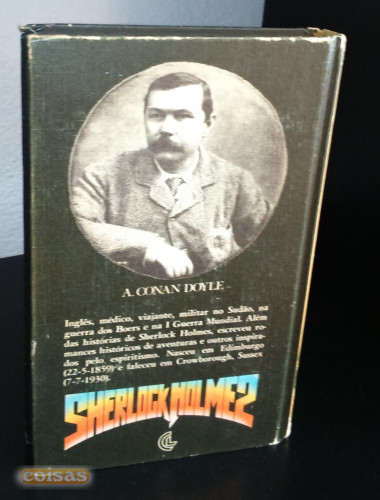 A. CONAN DOYLE
Inglês, médico, viajante, militar no Sudão, na
guerra dos Boers e na I Guerra Mundial. Além
das histórias de Sherlock Holmes, escreveu ro-
mances históricos de aventuras e outros inspira-
dos pelo espiritismo. Nasceu em Edimburgo
(22-5-1859) e faleceu em Crowborough, Sussex
(7-7-1930).
SHERLOCK HOLMES
CL
coisas